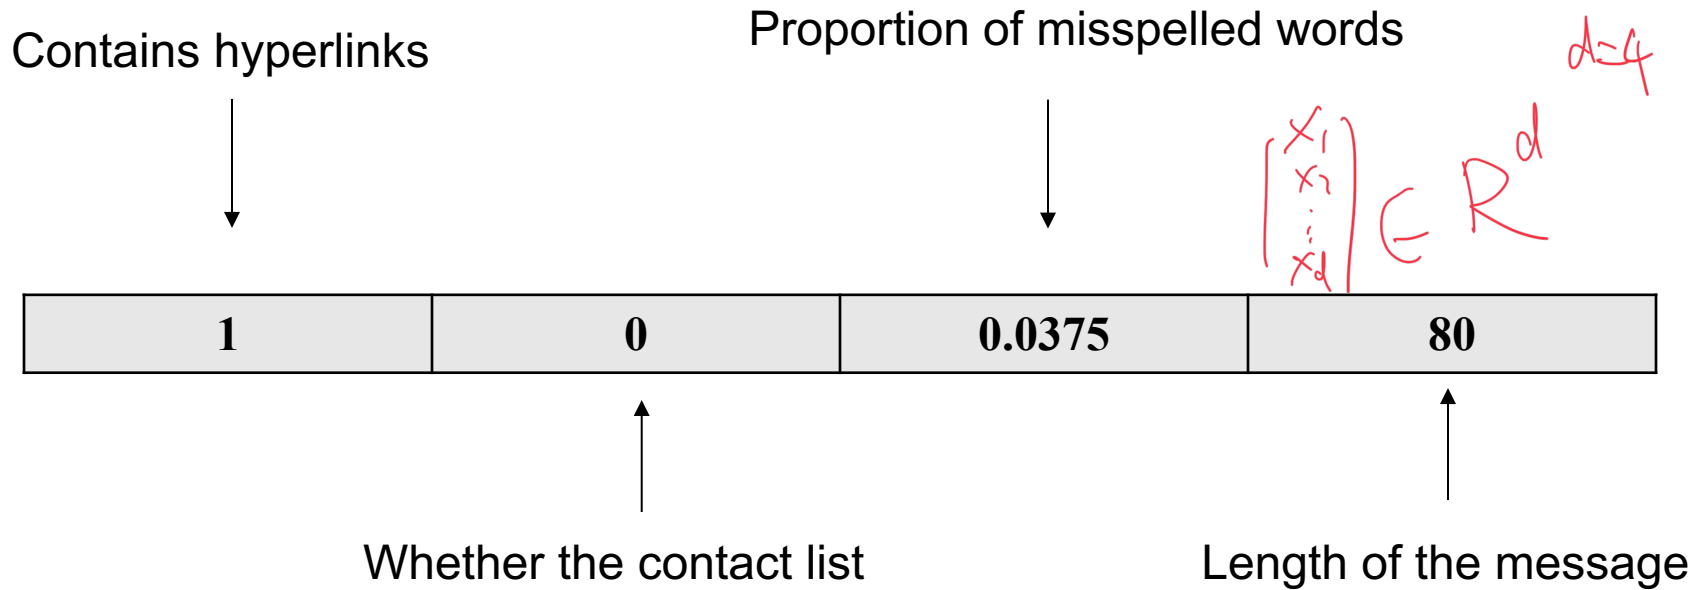 Contains hyperlinks
Proportion of misspelled words
d=4
x1
x2
⋮
xd
∈ R^d
1 0 0.0375 80
Whether the contact list
Length of the message